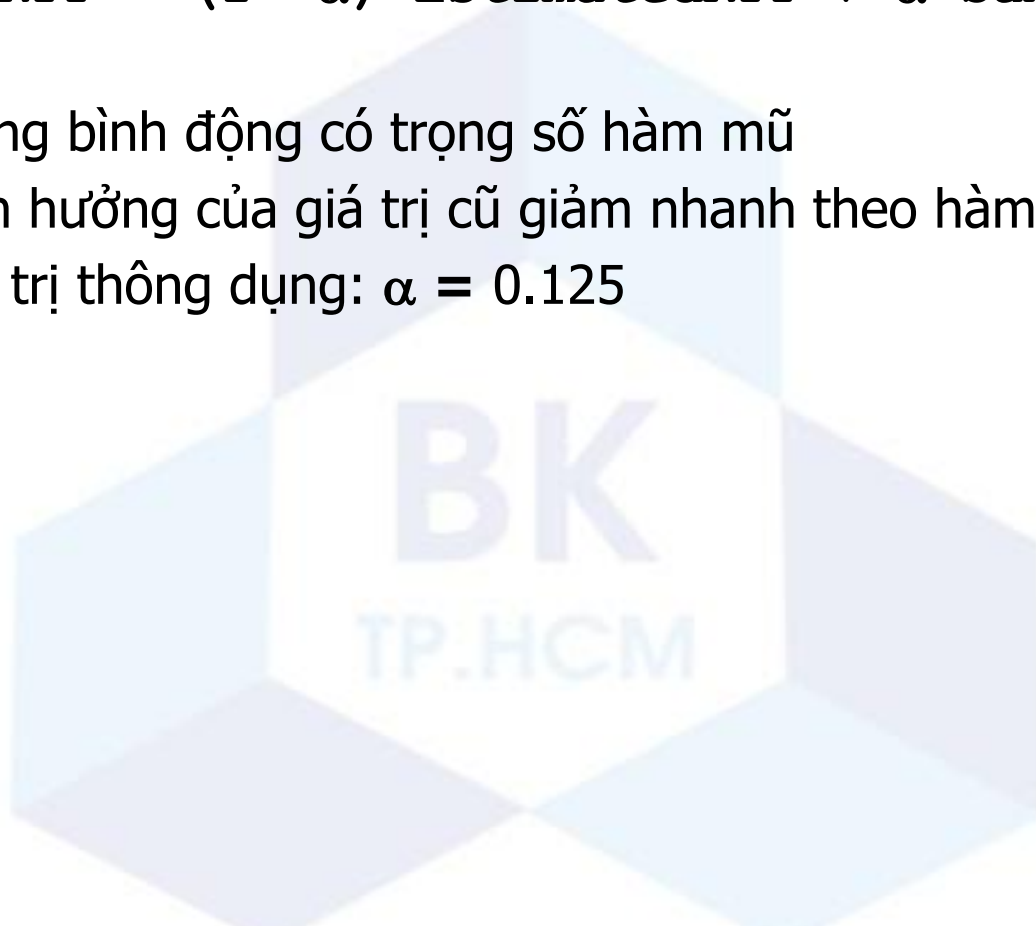 ng bình động có trọng số hàm mũ
hưởng của giá trị cũ giảm nhanh theo hàm
trị thông dụng: α = 0.125
BK
TP.HCM